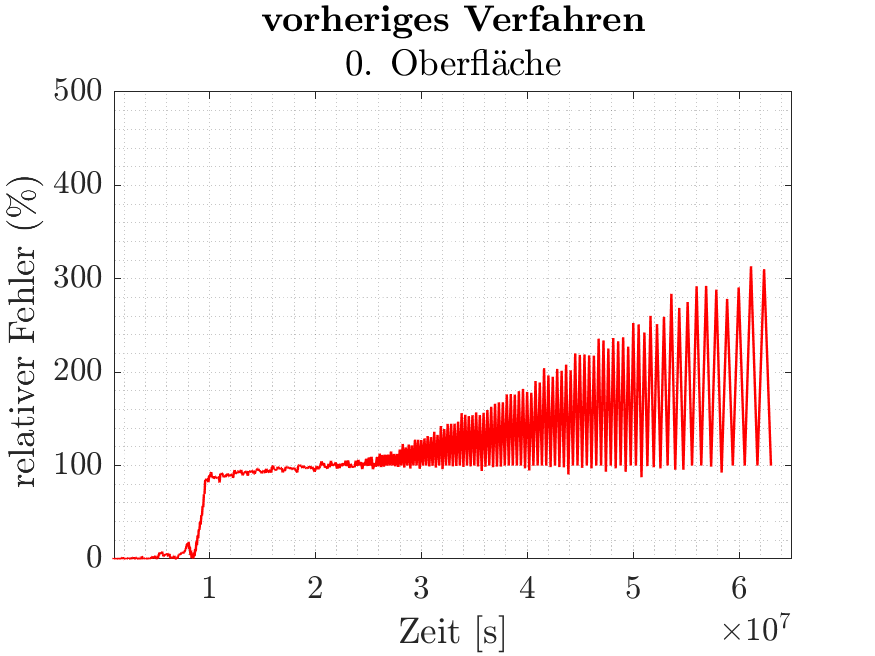 vorheriges Verfahren
0. Oberfläche
500
400
300
200
100
0
relativer Fehler (%)
1 2 3 4 5 6
×10⁷
Zeit [s]